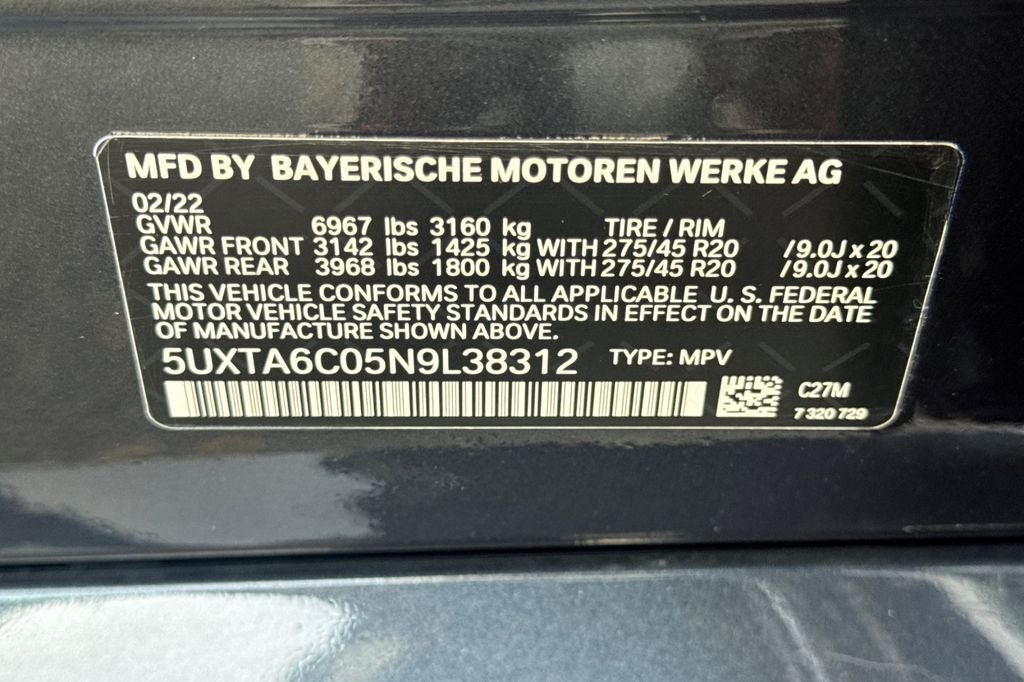 MFD BY BAYERISCHE MOTOREN WERKE AG
02/22
GVWR 6967 lbs 3160 kg TIRE / RIM
GAWR FRONT 3142 lbs 1425 kg WITH 275/45 R20 /9.0J x 20
GAWR REAR 3968 lbs 1800 kg WITH 275/45 R20 /9.0J x 20
THIS VEHICLE CONFORMS TO ALL APPLICABLE U. S. FEDERAL
MOTOR VEHICLE SAFETY STANDARDS IN EFFECT ON THE DATE
OF MANUFACTURE SHOWN ABOVE.
5UXTA6C05N9L38312 TYPE: MPV
C27M
7 320 729